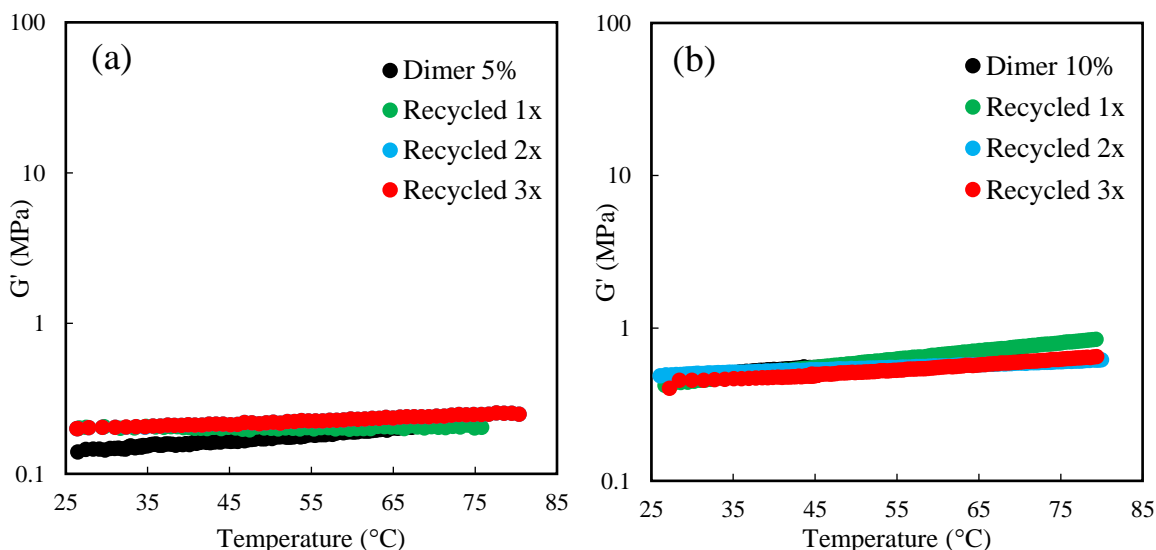 (a)
Dimer 5%
Recycled 1x
Recycled 2x
Recycled 3x
100
10
1
0.1
G' (MPa)
25 35 45 55 65 75 85
Temperature (°C)
(b)
Dimer 10%
Recycled 1x
Recycled 2x
Recycled 3x
100
10
1
0.1
G' (MPa)
25 35 45 55 65 75 85
Temperature (°C)